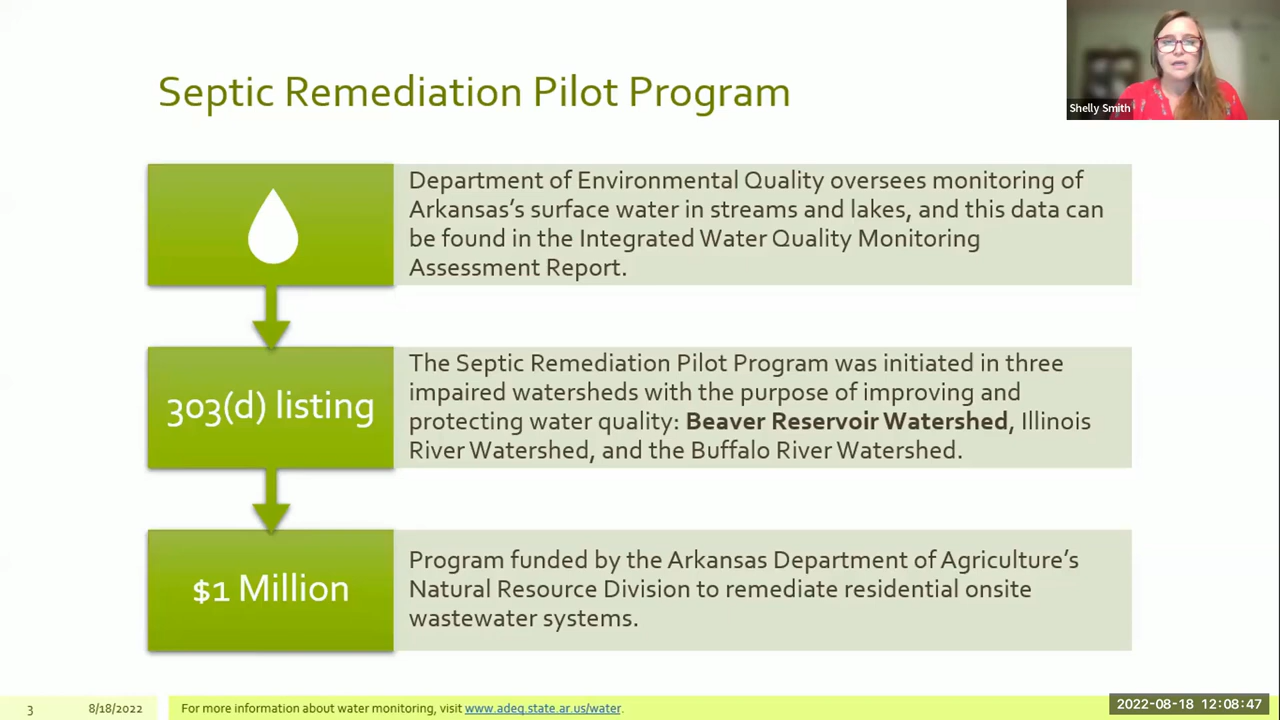 Septic Remediation Pilot Program
Shelly Smith
Department of Environmental Quality oversees monitoring of
Arkansas's surface water in streams and lakes, and this data can
be found in the Integrated Water Quality Monitoring
Assessment Report.
303(d) listing
The Septic Remediation Pilot Program was initiated in three
impaired watersheds with the purpose of improving and
protecting water quality: Beaver Reservoir Watershed, Illinois
River Watershed, and the Buffalo River Watershed.
$1 Million
Program funded by the Arkansas Department of Agriculture's
Natural Resource Division to remediate residential onsite
wastewater systems.
3
8/18/2022
For more information about water monitoring, visit www.adeq.state.ar.us/water.
2022-08-18 12:08:47